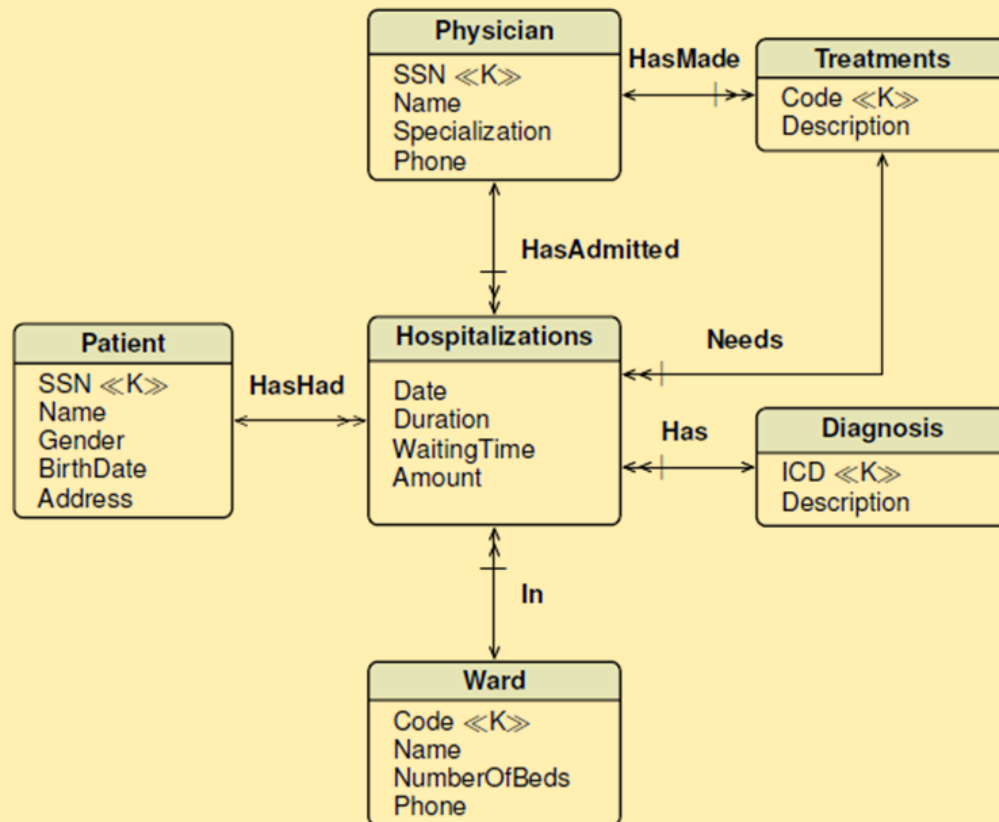 Physician
SSN ≪K≫
Name
Specialization
Phone
HasMade
Treatments
Code ≪K≫
Description
HasAdmitted
Patient
SSN ≪K≫
Name
Gender
BirthDate
Address
HasHad
Hospitalizations
Date
Duration
WaitingTime
Amount
Needs
Has
Diagnosis
ICD ≪K≫
Description
In
Ward
Code ≪K≫
Name
NumberOfBeds
Phone